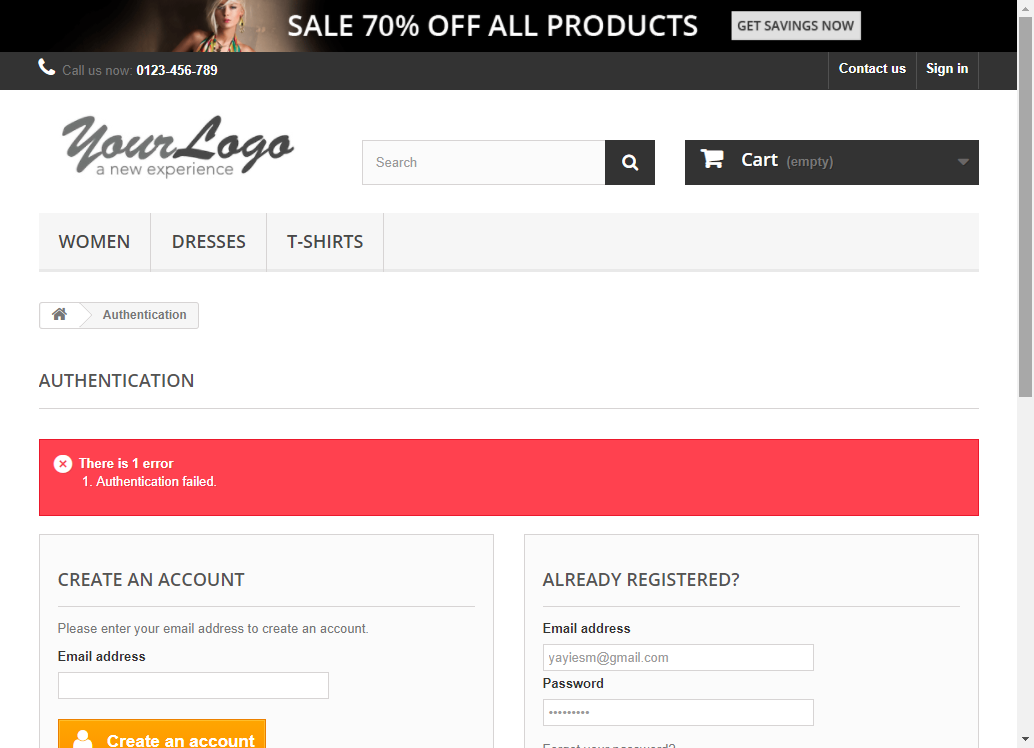 SALE 70% OFF ALL PRODUCTS
GET SAVINGS NOW
Call us now: 0123-456-789
Contact us
Sign in
YourLogo
a new experience
Search
Cart (empty)
WOMEN
DRESSES
T-SHIRTS
Authentication
AUTHENTICATION
There is 1 error
1. Authentication failed.
CREATE AN ACCOUNT
Please enter your email address to create an account.
Email address
Create an account
ALREADY REGISTERED?
Email address
yayiesm@gmail.com
Password
•••••••••
Forgot your password?